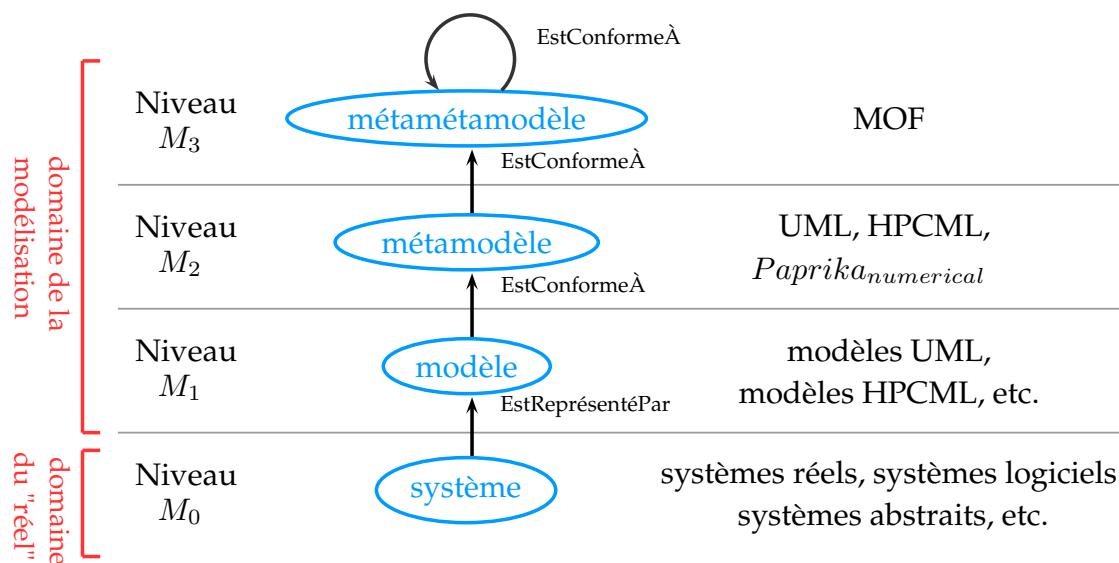 EstConformeÀ
domaine de la
modélisation
Niveau
M3
métamétamodèle
MOF
EstConformeÀ
Niveau
M2
métamodèle
UML, HPCML,
Paprikanumerical
EstConformeÀ
Niveau
M1
modèle
modèles UML,
modèles HPCML, etc.
EstReprésentéPar
domaine
du "réel"
Niveau
M0
système
systèmes réels, systèmes logiciels
systèmes abstraits, etc.